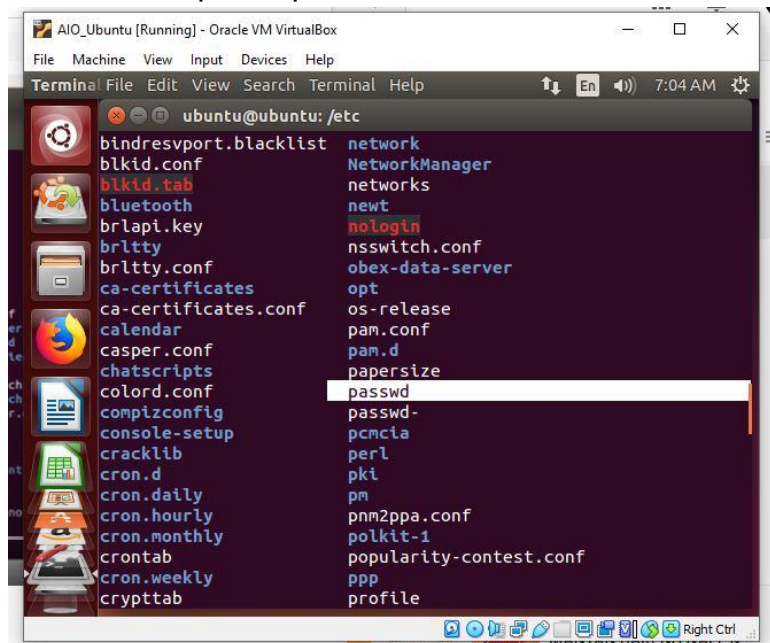 AIO_Ubuntu [Running] - Oracle VM VirtualBox
File Machine View Input Devices Help
Terminal File Edit View Search Terminal Help En 7:04 AM
ubuntu@ubuntu: /etc
bindresvport.blacklist network
blkid.conf NetworkManager
blkid.tab networks
bluetooth newt
brlapi.key nologin
brltty nsswitch.conf
brltty.conf obex-data-server
ca-certificates opt
ca-certificates.conf os-release
calendar pam.conf
casper.conf pam.d
chatscripts papersize
colord.conf passwd
compizconfig passwd-
console-setup pcmcia
cracklib perl
cron.d pki
cron.daily pm
cron.hourly pnm2ppa.conf
cron.monthly polkit-1
crontab popularity-contest.conf
cron.weekly ppp
crypttab profile
Right Ctrl